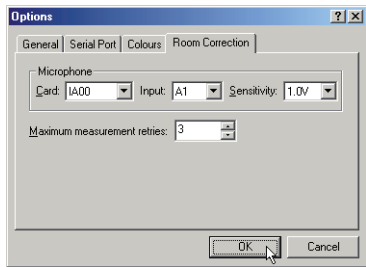 Options
General Serial Port Colours Room Correction
Microphone
Card: IA00 Input: A1 Sensitivity: 1.0V
Maximum measurement retries: 3
OK Cancel